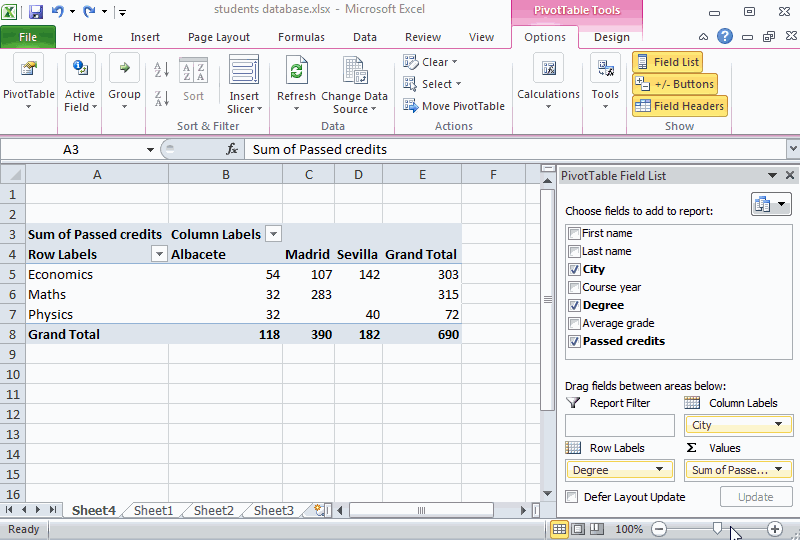 students database.xlsx - Microsoft Excel
PivotTable Tools
File Home Insert Page Layout Formulas Data Review View Options Design
PivotTable
Active Field
Group
Sort
Insert Slicer
Sort & Filter
Refresh
Change Data Source
Data
Clear
Select
Move PivotTable
Actions
Calculations
Tools
Field List
+/- Buttons
Field Headers
Show
A3 fx Sum of Passed credits
A B C D E F
1
2
3 Sum of Passed credits Column Labels
4 Row Labels Albacete Madrid Sevilla Grand Total
5 Economics 54 107 142 303
6 Maths 32 283 315
7 Physics 32 40 72
8 Grand Total 118 390 182 690
9
10
11
12
13
14
15
16
PivotTable Field List
Choose fields to add to report:
First name
Last name
City
Course year
Degree
Average grade
Passed credits
Drag fields between areas below:
Report Filter Column Labels
City
Row Labels Σ Values
Degree Sum of Passe...
Defer Layout Update Update
Sheet4 Sheet1 Sheet2 Sheet3
Ready 100%